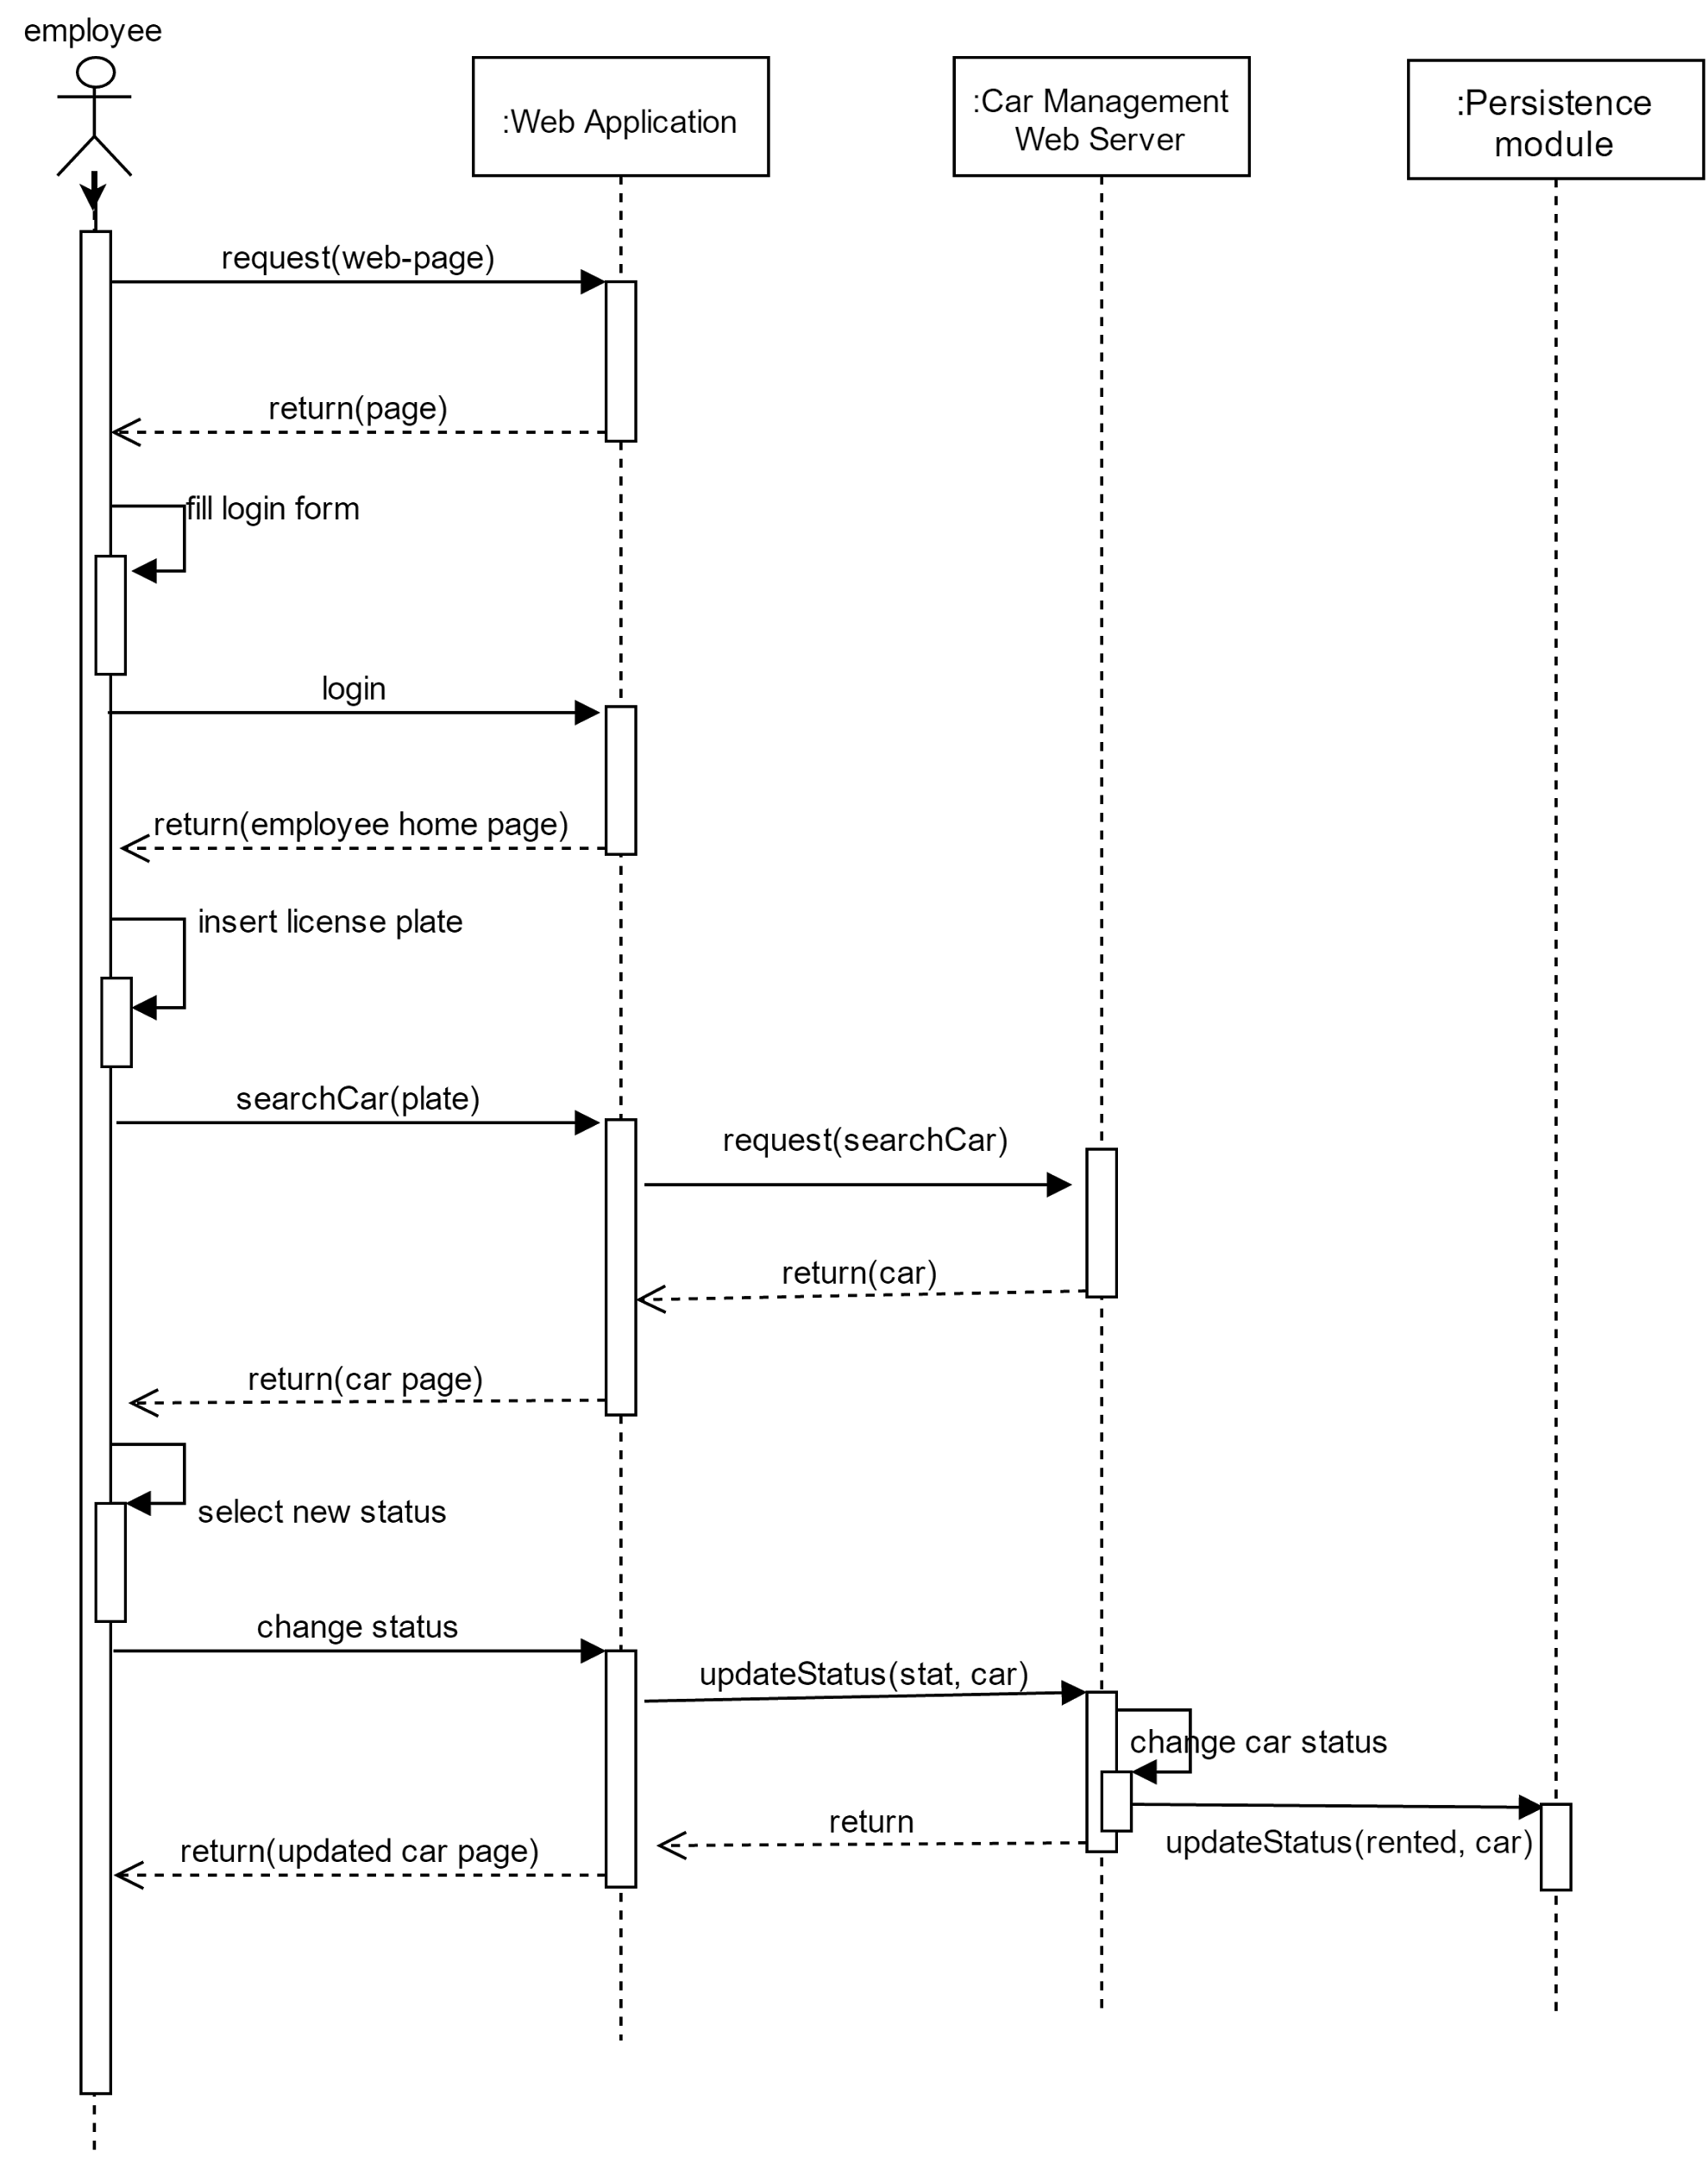 employee
:Web Application
:Car Management
Web Server
:Persistence
module
request(web-page)
return(page)
fill login form
login
return(employee home page)
insert license plate
searchCar(plate)
request(searchCar)
return(car)
return(car page)
select new status
change status
updateStatus(stat, car)
change car status
return
updateStatus(rented, car)
return(updated car page)